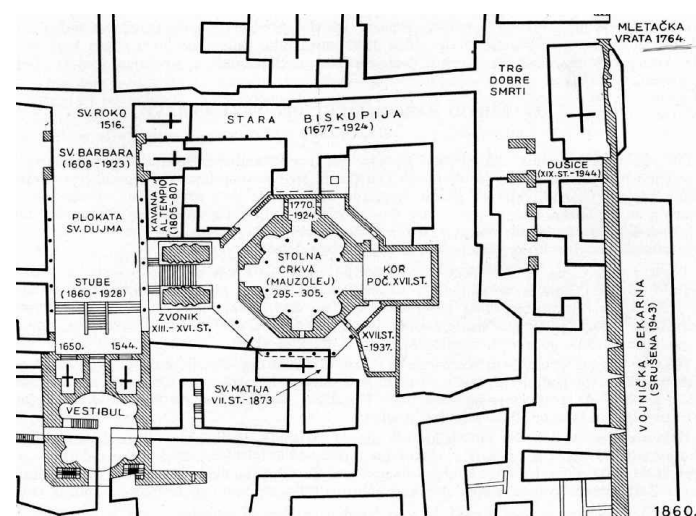 MLETAČKA
VRATA 1764.
TRG
DOBRE
SMRTI
SV. ROKO
1516.
STARA BISKUPIJA
(1677-1924)
SV. BARBARA
(1608-1923)
DUŠICE
(XIX.ST.-1944)
KAVANA
AL TEMPIO
(1805-80)
1770.
-1924
PLOKATA
SV. DUJMA
STOLNA
CRKVA
(MAUZOLEJ)
295.-305.
KOR
POČ. XVII. ST.
STUBE
(1860-1928)
ZVONIK
XIII.-XVI. ST.
XVII.ST.
-1937.
1650.
1544.
SV. MATIJA
VII. ST.-1873
VESTIBUL
VOJNIČKA PEKARNA
(SRUŠENA 1943)
1860.